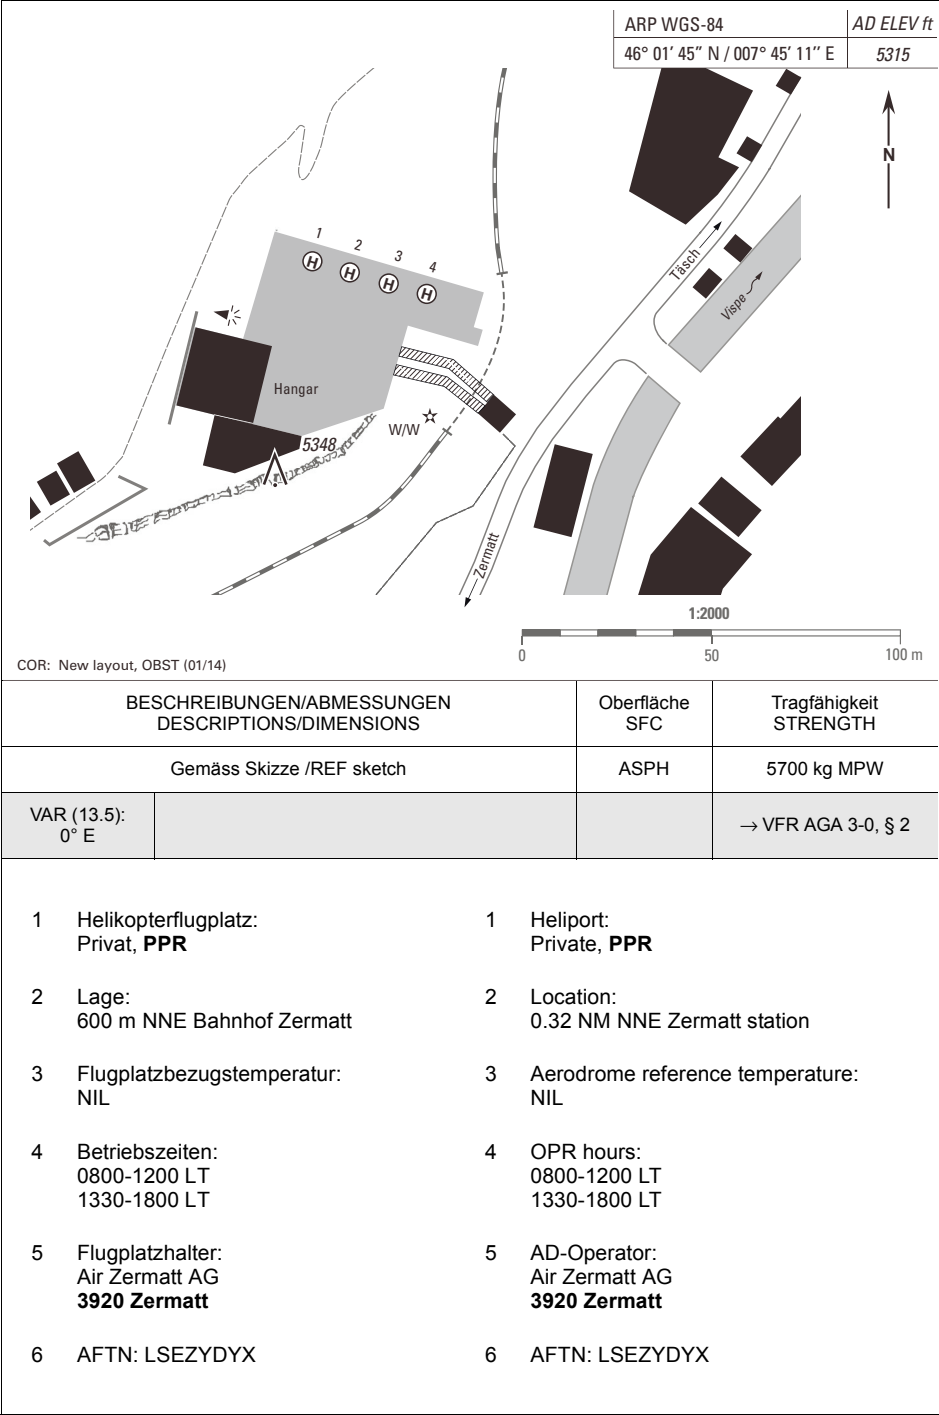 ARP WGS-84
AD ELEV ft
46° 01' 45" N / 007° 45' 11'' E
5315
N
1
2
3
4
H
H
H
H
Täsch
Vispe
Hangar
5348
W/W
Zermatt
1:2000
0
50
100 m
COR: New layout, OBST (01/14)
BESCHREIBUNGEN/ABMESSUNGEN
DESCRIPTIONS/DIMENSIONS
Oberfläche
SFC
Tragfähigkeit
STRENGTH
Gemäss Skizze /REF sketch
ASPH
5700 kg MPW
VAR (13.5):
0° E
→ VFR AGA 3-0, § 2
1 Helikopterflugplatz:
Privat, PPR
2 Lage:
600 m NNE Bahnhof Zermatt
3 Flugplatzbezugstemperatur:
NIL
4 Betriebszeiten:
0800-1200 LT
1330-1800 LT
5 Flugplatzhalter:
Air Zermatt AG
3920 Zermatt
6 AFTN: LSEZYDYX
1 Heliport:
Private, PPR
2 Location:
0.32 NM NNE Zermatt station
3 Aerodrome reference temperature:
NIL
4 OPR hours:
0800-1200 LT
1330-1800 LT
5 AD-Operator:
Air Zermatt AG
3920 Zermatt
6 AFTN: LSEZYDYX